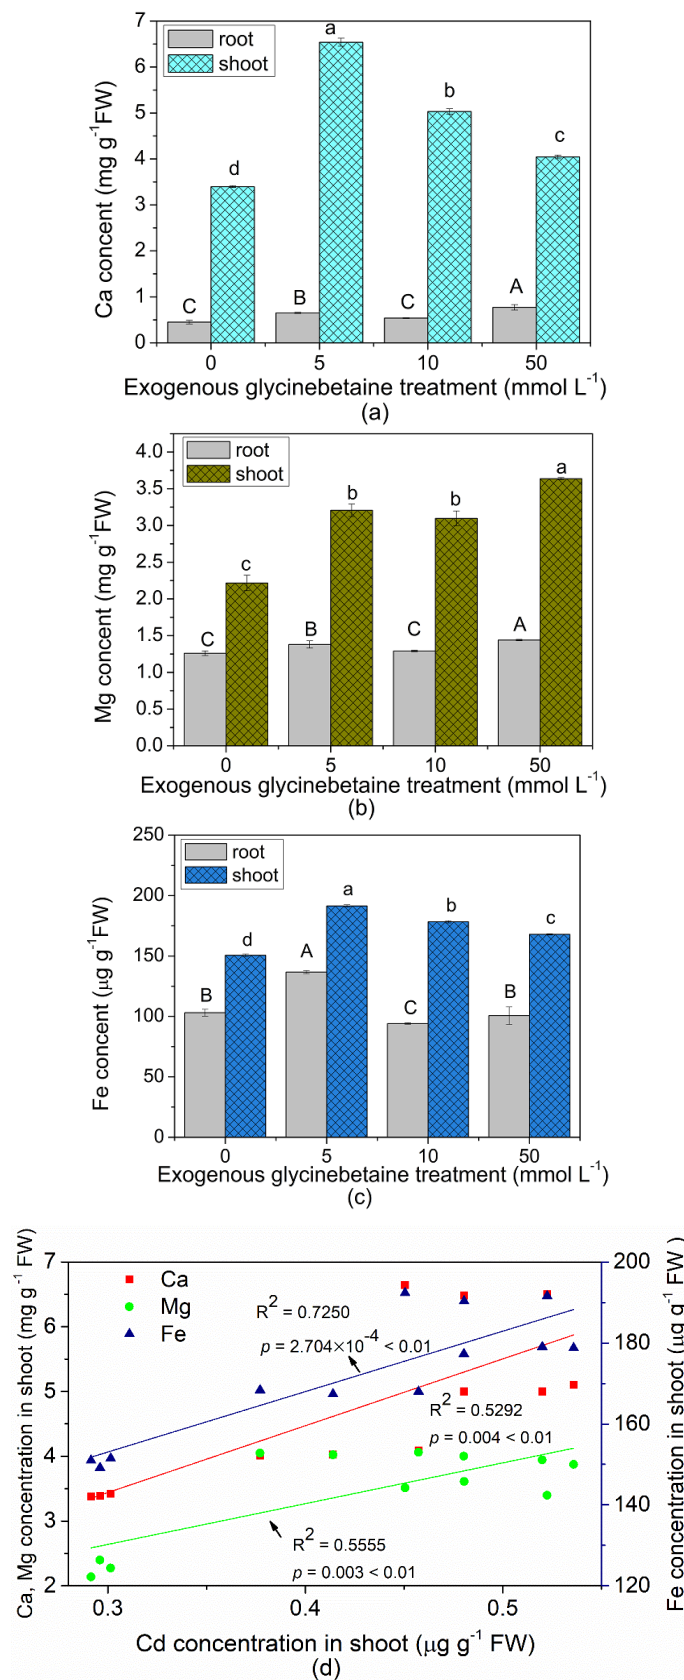 root
shoot
a
b
c
d
A
B
C
C
7
6
5
4
3
2
1
0
Ca concent (mg g⁻¹FW)
0 5 10 50
Exogenous glycinebetaine treatment (mmol L⁻¹)
(a)
root
shoot
a
b
b
c
A
B
C
C
4.0
3.5
3.0
2.5
2.0
1.5
1.0
0.5
0.0
Mg concent (mg g⁻¹FW)
0 5 10 50
Exogenous glycinebetaine treatment (mmol L⁻¹)
(b)
root
shoot
a
b
c
d
A
B
B
C
250
200
150
100
50
0
Fe concent (μg g⁻¹FW)
0 5 10 50
Exogenous glycinebetaine treatment (mmol L⁻¹)
(c)
Ca
Mg
Fe
R² = 0.7250
p = 2.704×10⁻⁴ < 0.01
R² = 0.5292
p = 0.004 < 0.01
R² = 0.5555
p = 0.003 < 0.01
7
6
5
4
3
2
Ca, Mg concentration in shoot (mg g⁻¹ FW)
200
180
160
140
120
Fe concentration in shoot (μg g⁻¹ FW )
0.3 0.4 0.5
Cd concentration in shoot (μg g⁻¹ FW)
(d)